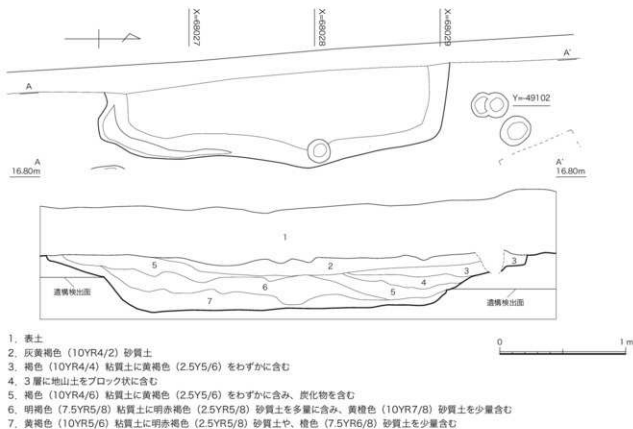 X=68027
X=68028
X=68029
A
A'
Y=-49102
A
16.80m
A'
16.80m
1
5
2
3
3
4
6
5
7
遺構検出面
遺構検出面
0
1 m
1. 表土
2. 灰黄褐色（10YR4/2）砂質土
3. 褐色（10YR4/4）粘質土に黄褐色（2.5Y5/6）をわずかに含む
4. 3層に地山土をブロック状に含む
5. 褐色（10YR4/6）粘質土に黄褐色（2.5Y5/6）をわずかに含み、炭化物を含む
6. 明褐色（7.5YR5/8）粘質土に明赤褐色（2.5YR5/8）砂質土を多量に含み、黄橙色（10YR7/8）砂質土を少量含む
7. 黄褐色（10YR5/6）粘質土に明赤褐色（2.5YR5/8）砂質土や、橙色（7.5YR6/8）砂質土を少量含む